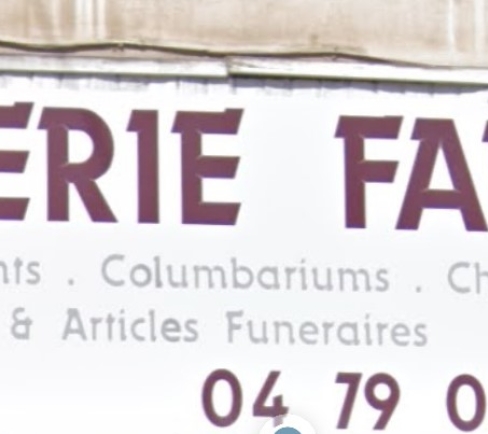 ERIE FA
nts . Columbariums . Ch
& Articles Funeraires
04 79 0